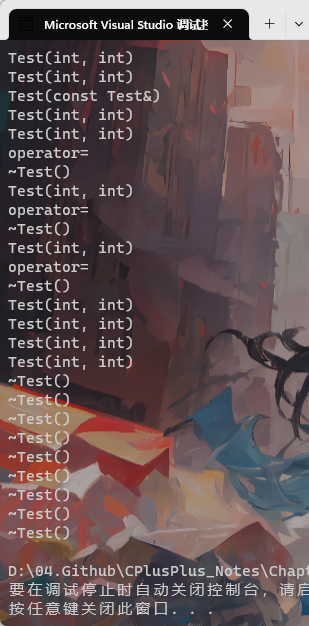 Microsoft Visual Studio 调试
Test(int, int)
Test(int, int)
Test(const Test&)
Test(int, int)
Test(int, int)
operator=
~Test()
Test(int, int)
operator=
~Test()
Test(int, int)
operator=
~Test()
Test(int, int)
Test(int, int)
Test(int, int)
Test(int, int)
~Test()
~Test()
~Test()
~Test()
~Test()
~Test()
~Test()
~Test()
~Test()
D:\04.Github\CPlusPlus_Notes\Chapt
要在调试停止时自动关闭控制台，请启
按任意键关闭此窗口. . .